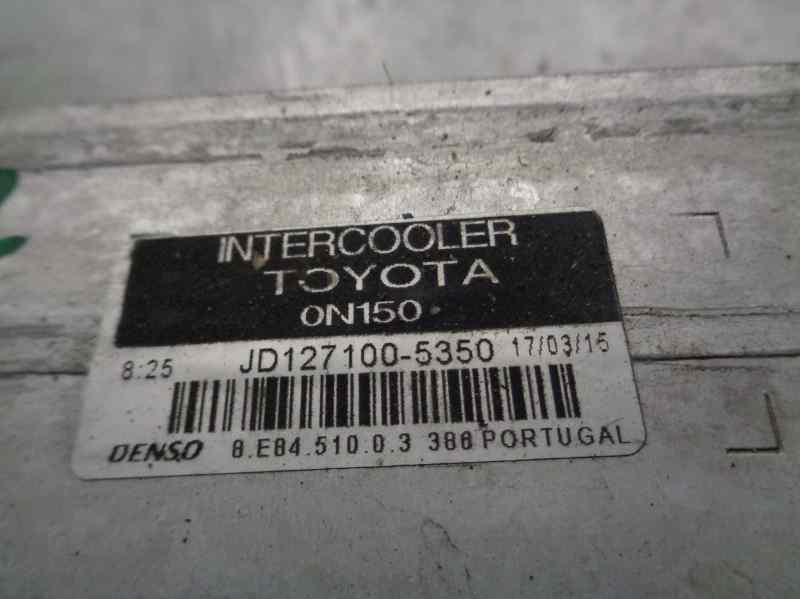 INTERCOOLER
TOYOTA
0N150
8:25 JD127100-5350 17/03/15
DENSO 8.E84.510.0.3 386 PORTUGAL